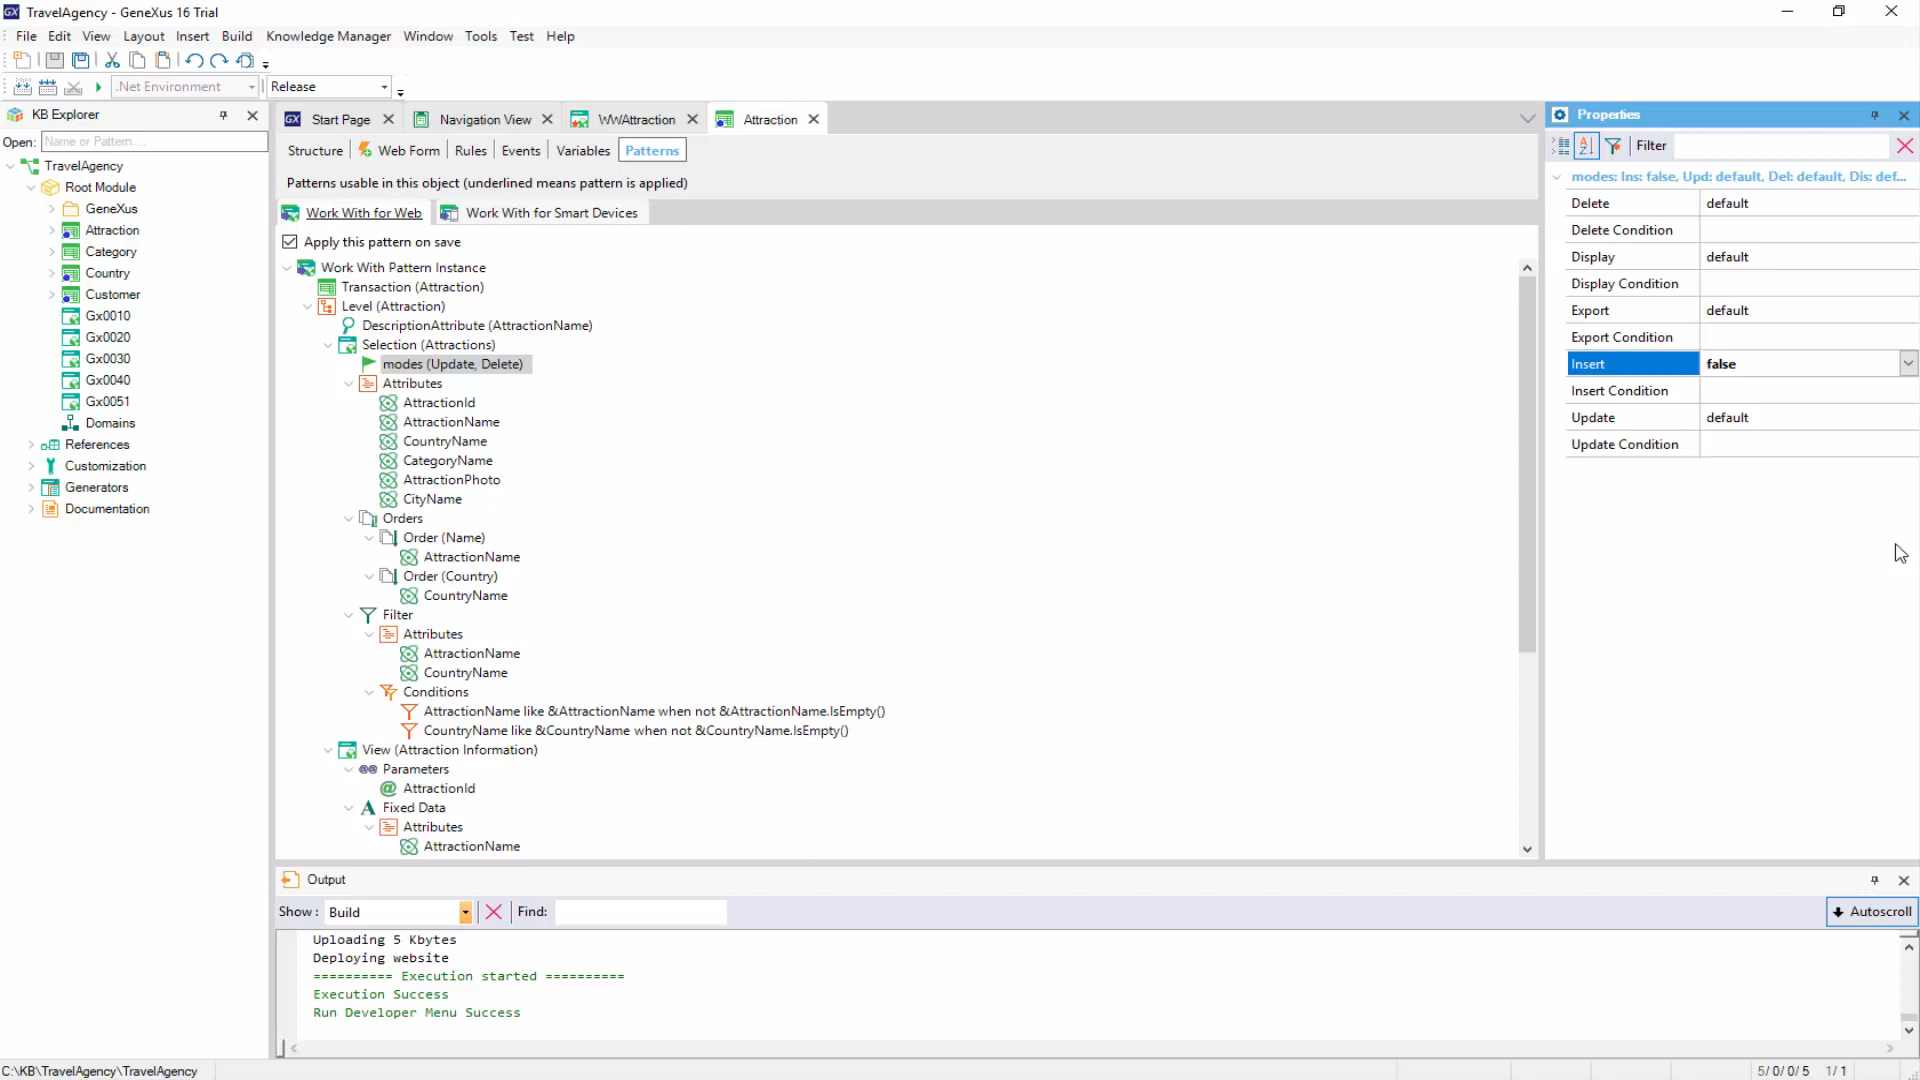 TravelAgency - GeneXus 16 Trial
File Edit View Layout Insert Build Knowledge Manager Window Tools Test Help
.Net Environment Release
KB Explorer
Open: Name or Pattern ...
TravelAgency
Root Module
GeneXus
Attraction
Category
Country
Customer
Gx0010
Gx0020
Gx0030
Gx0040
Gx0051
Domains
References
Customization
Generators
Documentation
Start Page Navigation View WWAttraction Attraction
Structure Web Form Rules Events Variables Patterns
Patterns usable in this object (underlined means pattern is applied)
Work With for Web Work With for Smart Devices
Apply this pattern on save
Work With Pattern Instance
Transaction (Attraction)
Level (Attraction)
DescriptionAttribute (AttractionName)
Selection (Attractions)
modes (Update, Delete)
Attributes
AttractionId
AttractionName
CountryName
CategoryName
AttractionPhoto
CityName
Orders
Order (Name)
AttractionName
Order (Country)
CountryName
Filter
Attributes
AttractionName
CountryName
Conditions
AttractionName like &AttractionName when not &AttractionName.IsEmpty()
CountryName like &CountryName when not &CountryName.IsEmpty()
View (Attraction Information)
Parameters
AttractionId
Fixed Data
Attributes
AttractionName
Properties
Filter
modes: Ins: false, Upd: default, Del: default, Dis: def...
Delete default
Delete Condition
Display default
Display Condition
Export default
Export Condition
Insert false
Insert Condition
Update default
Update Condition
Output
Show : Build Find: Autoscroll
Uploading 5 Kbytes
Deploying website
========== Execution started ==========
Execution Success
Run Developer Menu Success
C:\KB\TravelAgency\TravelAgency 5/0/0/5 1/1